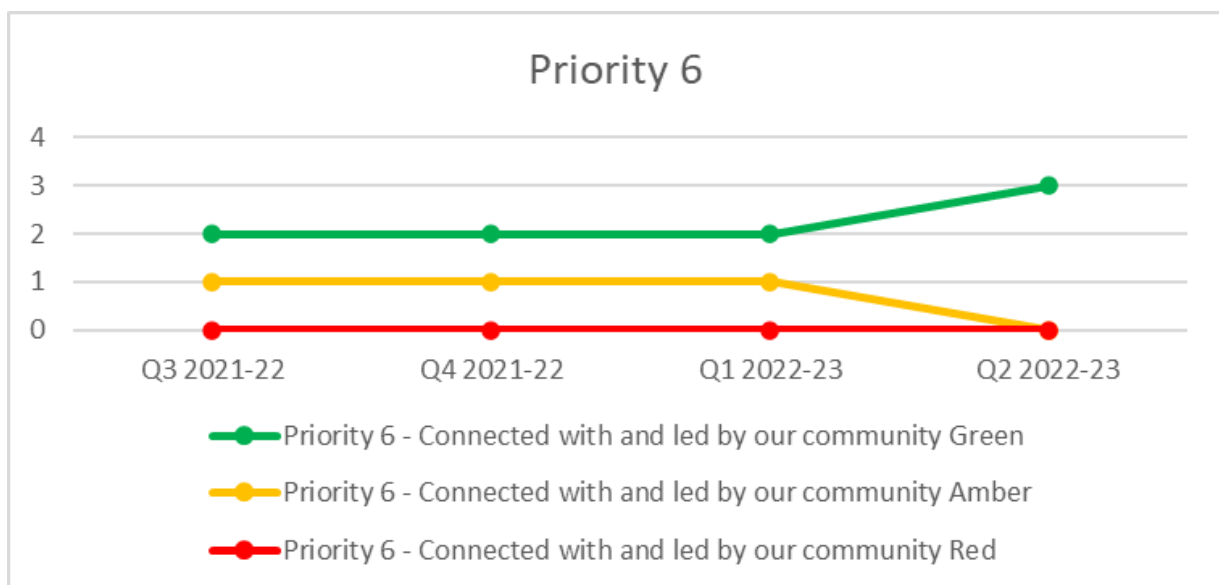 Priority 6
4
3
2
1
0
Q3 2021-22 Q4 2021-22 Q1 2022-23 Q2 2022-23
Priority 6 - Connected with and led by our community Green
Priority 6 - Connected with and led by our community Amber
Priority 6 - Connected with and led by our community Red